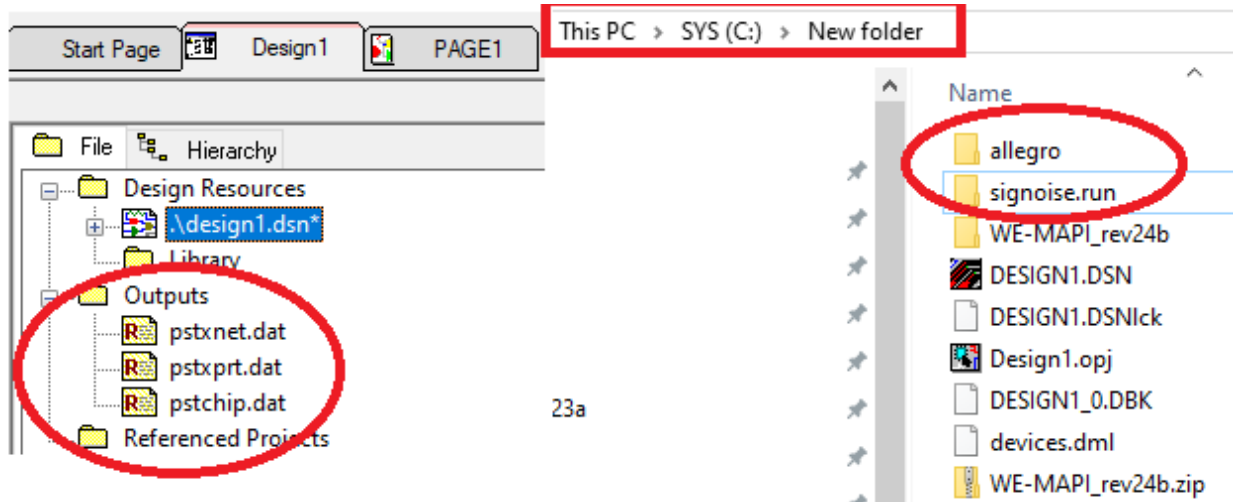 Start Page
Design1
PAGE1
File
Hierarchy
Design Resources
.\design1.dsn*
Library
Outputs
pstxnet.dat
pstxprt.dat
pstchip.dat
Referenced Projects
This PC > SYS (C:) > New folder
23a
Name
allegro
signoise.run
WE-MAPI_rev24b
DESIGN1.DSN
DESIGN1.DSNlck
Design1.opj
DESIGN1_0.DBK
devices.dml
WE-MAPI_rev24b.zip